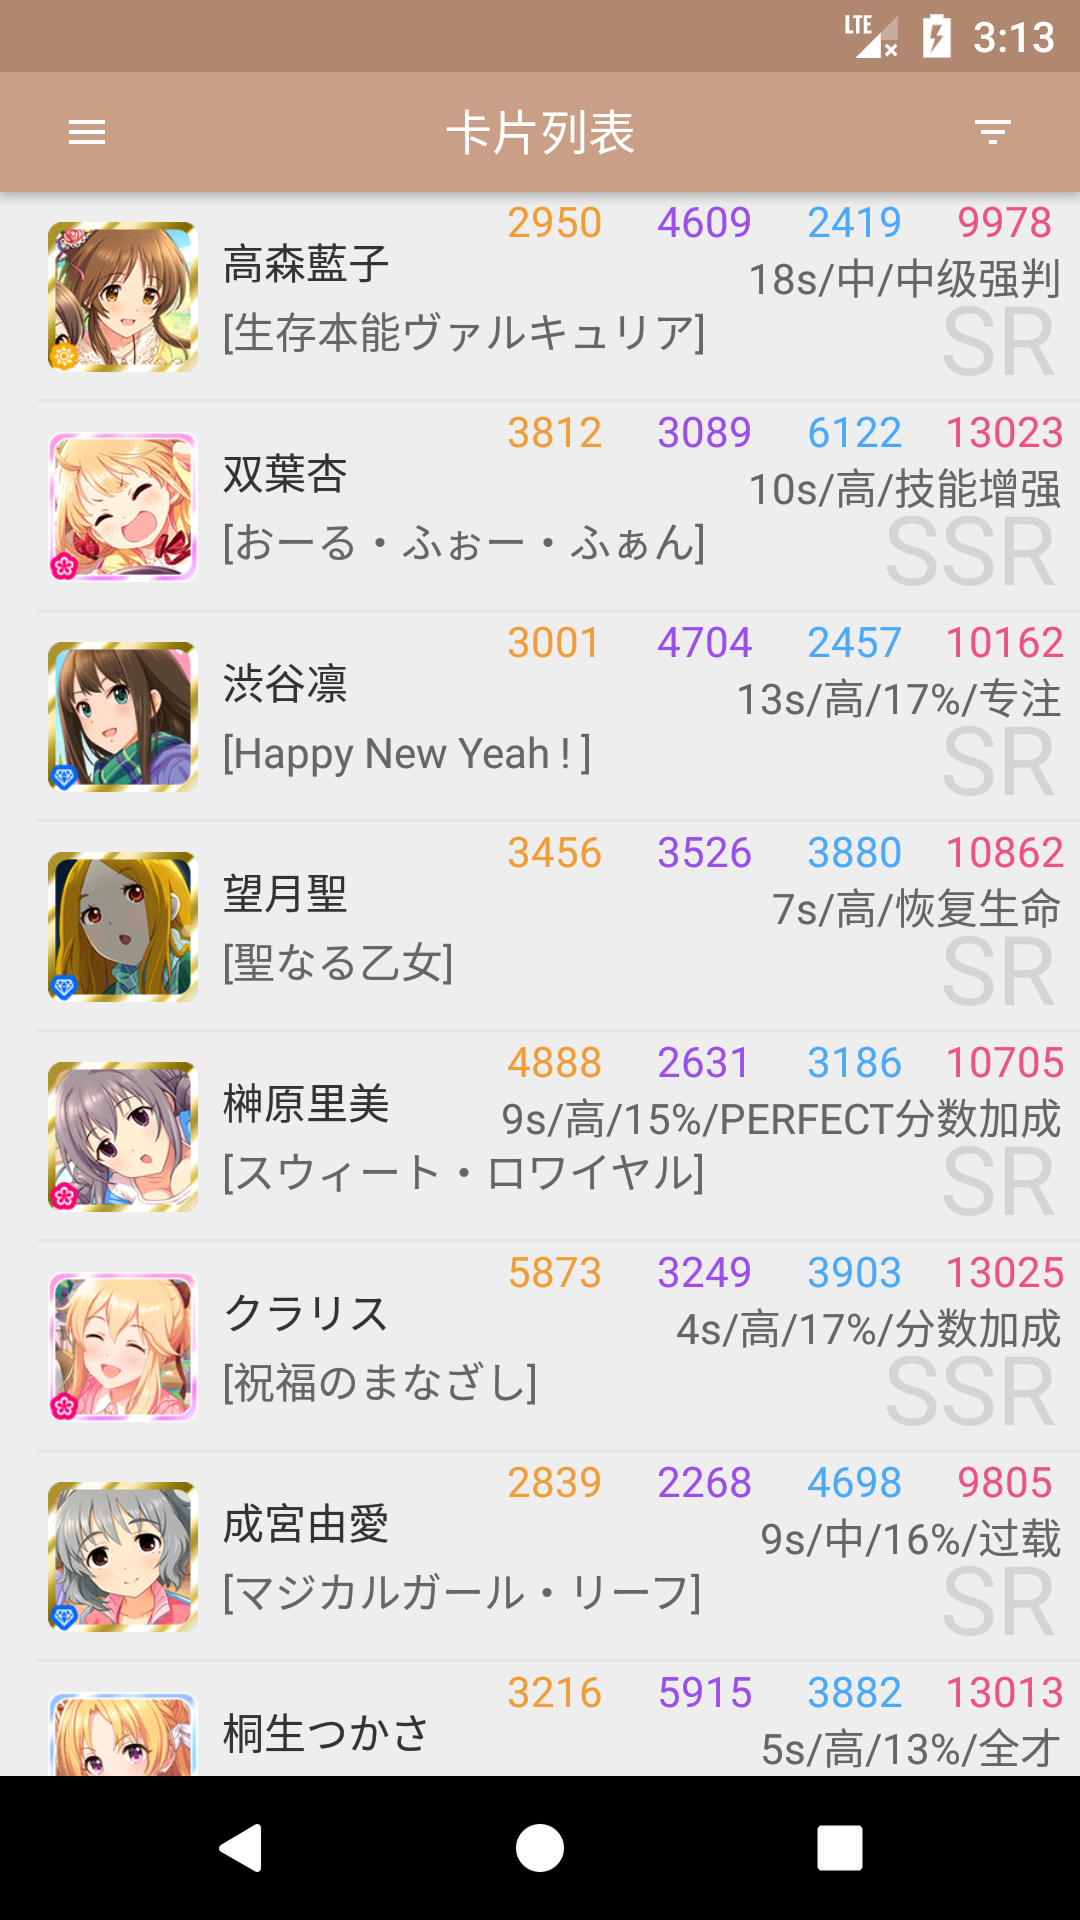 LTE 3:13
卡片列表
2950 4609 2419 9978
高森藍子
18s/中/中级强判
[生存本能ヴァルキュリア]
SR
3812 3089 6122 13023
双葉杏
10s/高/技能增强
[おーる・ふぉー・ふぁん]
SSR
3001 4704 2457 10162
渋谷凛
13s/高/17%/专注
[Happy New Yeah ! ]
SR
3456 3526 3880 10862
望月聖
7s/高/恢复生命
[聖なる乙女]
SR
4888 2631 3186 10705
榊原里美
9s/高/15%/PERFECT分数加成
[スウィート・ロワイヤル]
SR
5873 3249 3903 13025
クラリス
4s/高/17%/分数加成
[祝福のまなざし]
SSR
2839 2268 4698 9805
成宮由愛
9s/中/16%/过载
[マジカルガール・リーフ]
SR
3216 5915 3882 13013
桐生つかさ
5s/高/13%/全才